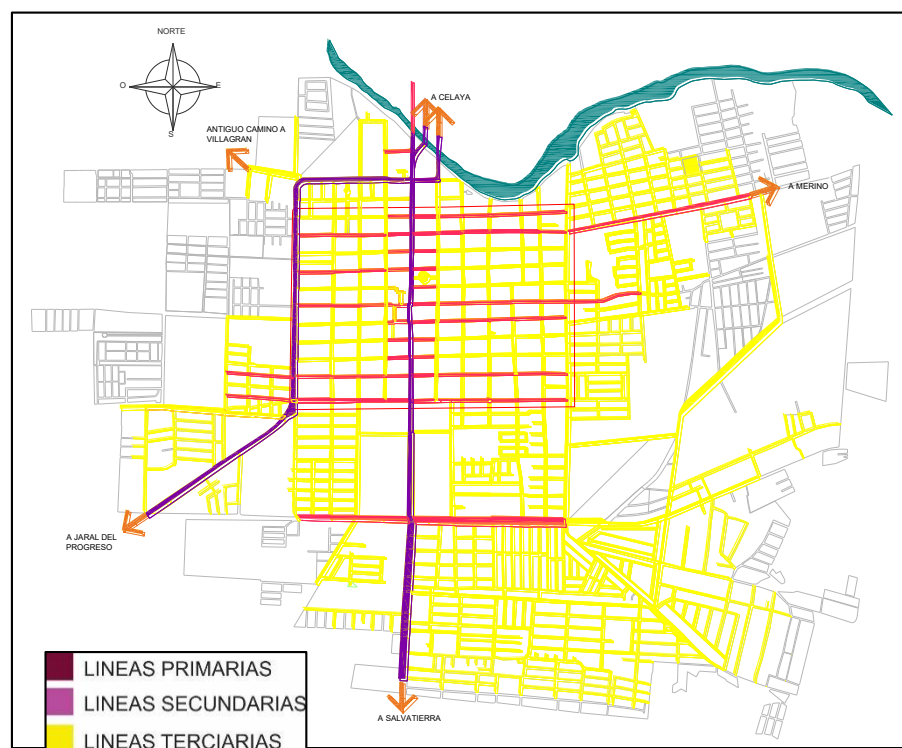 NORTE
O
E
S
A CELAYA
ANTIGUO CAMINO A
VILLAGRAN
A MERINO
A JARAL DEL
PROGRESO
A SALVATIERRA
LINEAS PRIMARIAS
LINEAS SECUNDARIAS
LINEAS TERCIARIAS